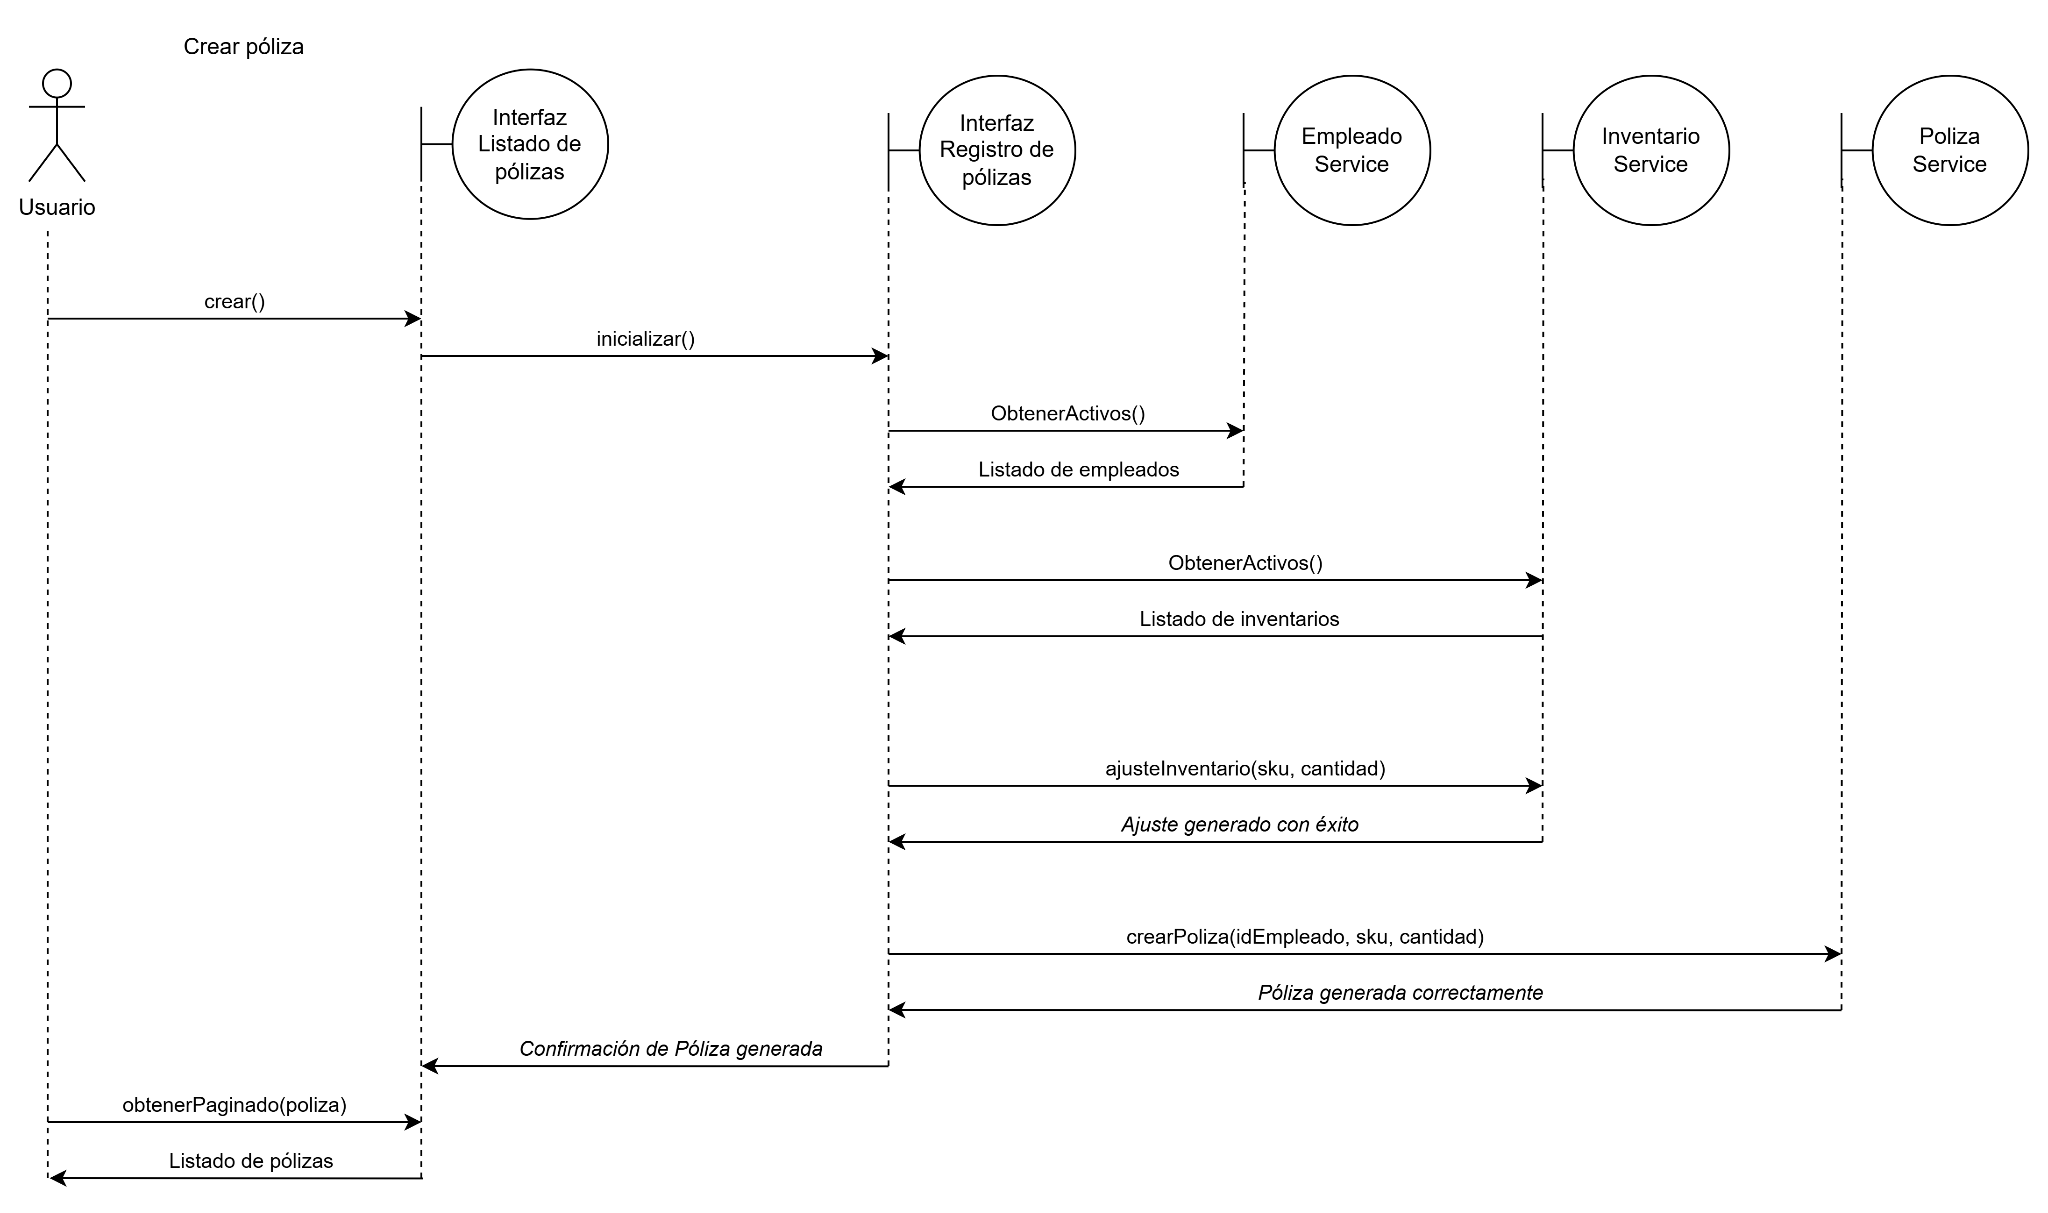 Crear póliza
Usuario
Interfaz
Listado de
pólizas
Interfaz
Registro de
pólizas
Empleado
Service
Inventario
Service
Poliza
Service
crear()
inicializar()
ObtenerActivos()
Listado de empleados
ObtenerActivos()
Listado de inventarios
ajusteInventario(sku, cantidad)
Ajuste generado con éxito
crearPoliza(idEmpleado, sku, cantidad)
Póliza generada correctamente
Confirmación de Póliza generada
obtenerPaginado(poliza)
Listado de pólizas